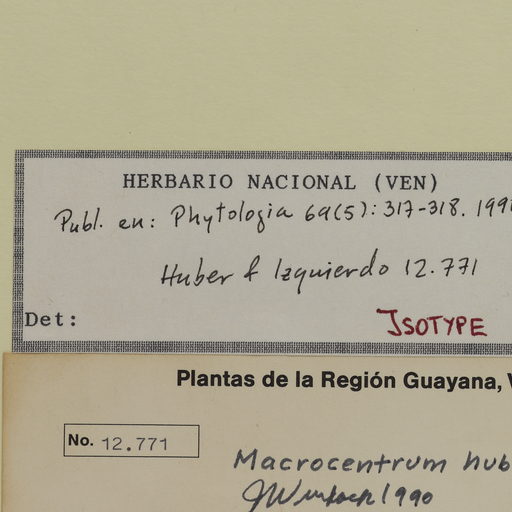 HERBARIO NACIONAL (VEN)
Publ. en: Phytologia 69(5): 317-318. 199
Huber & Izquierdo 12.771
Det:
ISOTYPE
Plantas de la Región Guayana, V
No. 12.771
Macrocentrum hub
1990